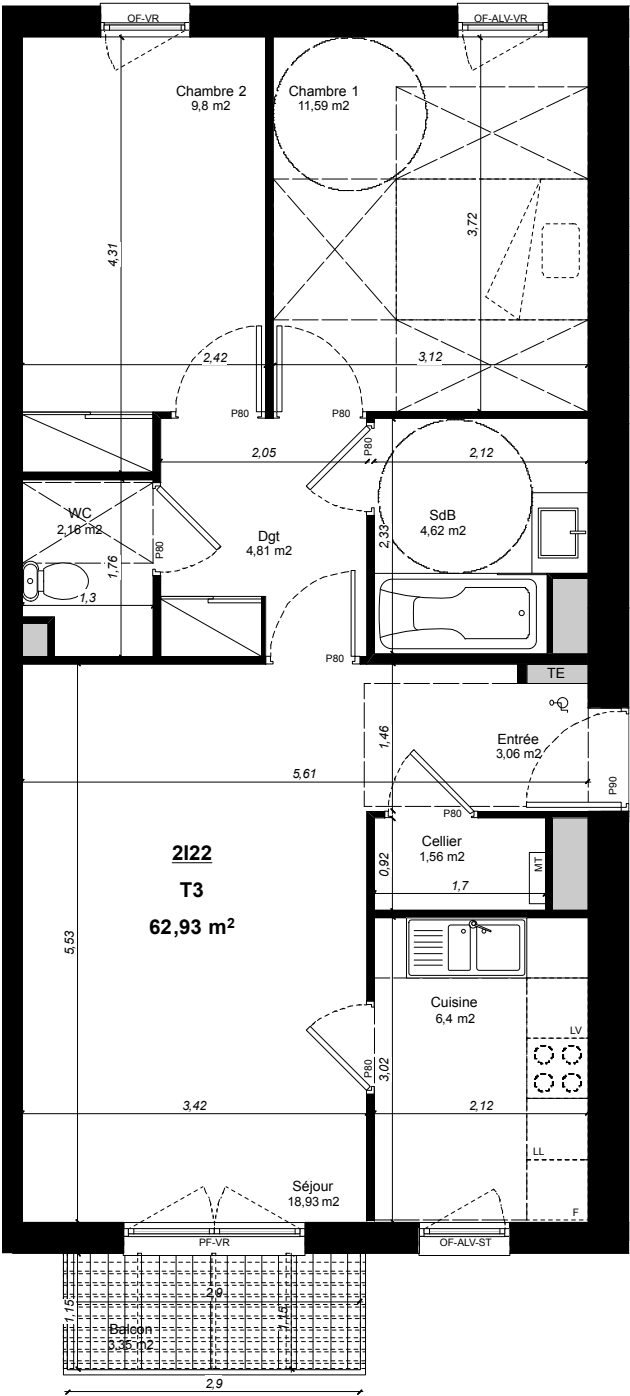 OF-VR
OF-ALV-VR
Chambre 2
9,8 m2
Chambre 1
11,59 m2
4,31
3,72
2,42
3,12
P80
P80
2,05
P80
2,12
WC
2,16 m2
1,76
P80
1,3
Dgt
4,81 m2
2,33
SdB
4,62 m2
P80
TE
1,46
Entrée
3,06 m2
5,61
P90
P80
Cellier
1,56 m2
0,92
MT
1,7
2I22
T3
62,93 m2
5,53
Cuisine
6,4 m2
LV
P80
3,02
3,42
2,12
LL
Séjour
18,93 m2
F
PF-VR
OF-ALV-ST
2,9
1,15
1,15
Balcon
3,35 m2
2,9